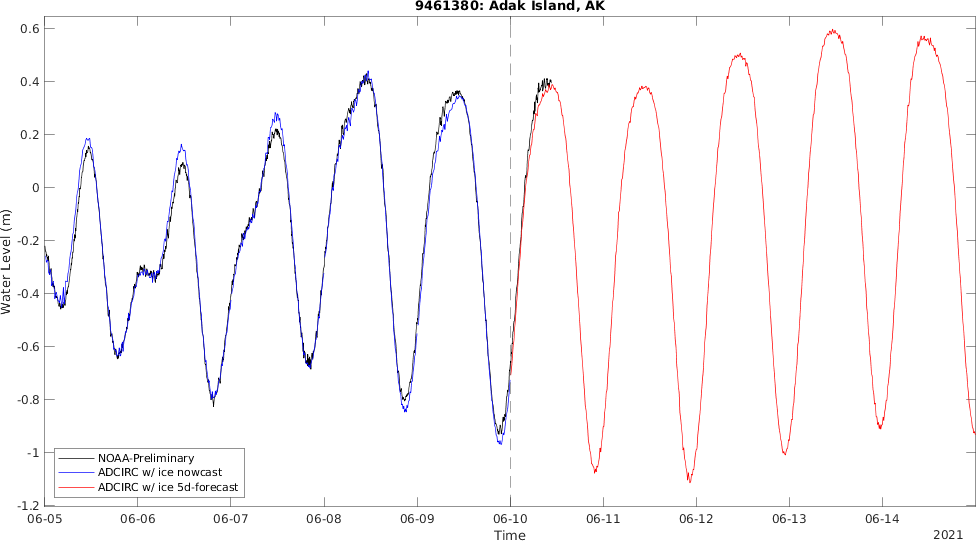 9461380: Adak Island, AK
0.6
0.4
0.2
0
-0.2
-0.4
-0.6
-0.8
-1
-1.2
Water Level (m)
NOAA-Preliminary
ADCIRC w/ ice nowcast
ADCIRC w/ ice 5d-forecast
06-05 06-06 06-07 06-08 06-09 06-10 06-11 06-12 06-13 06-14
Time
2021